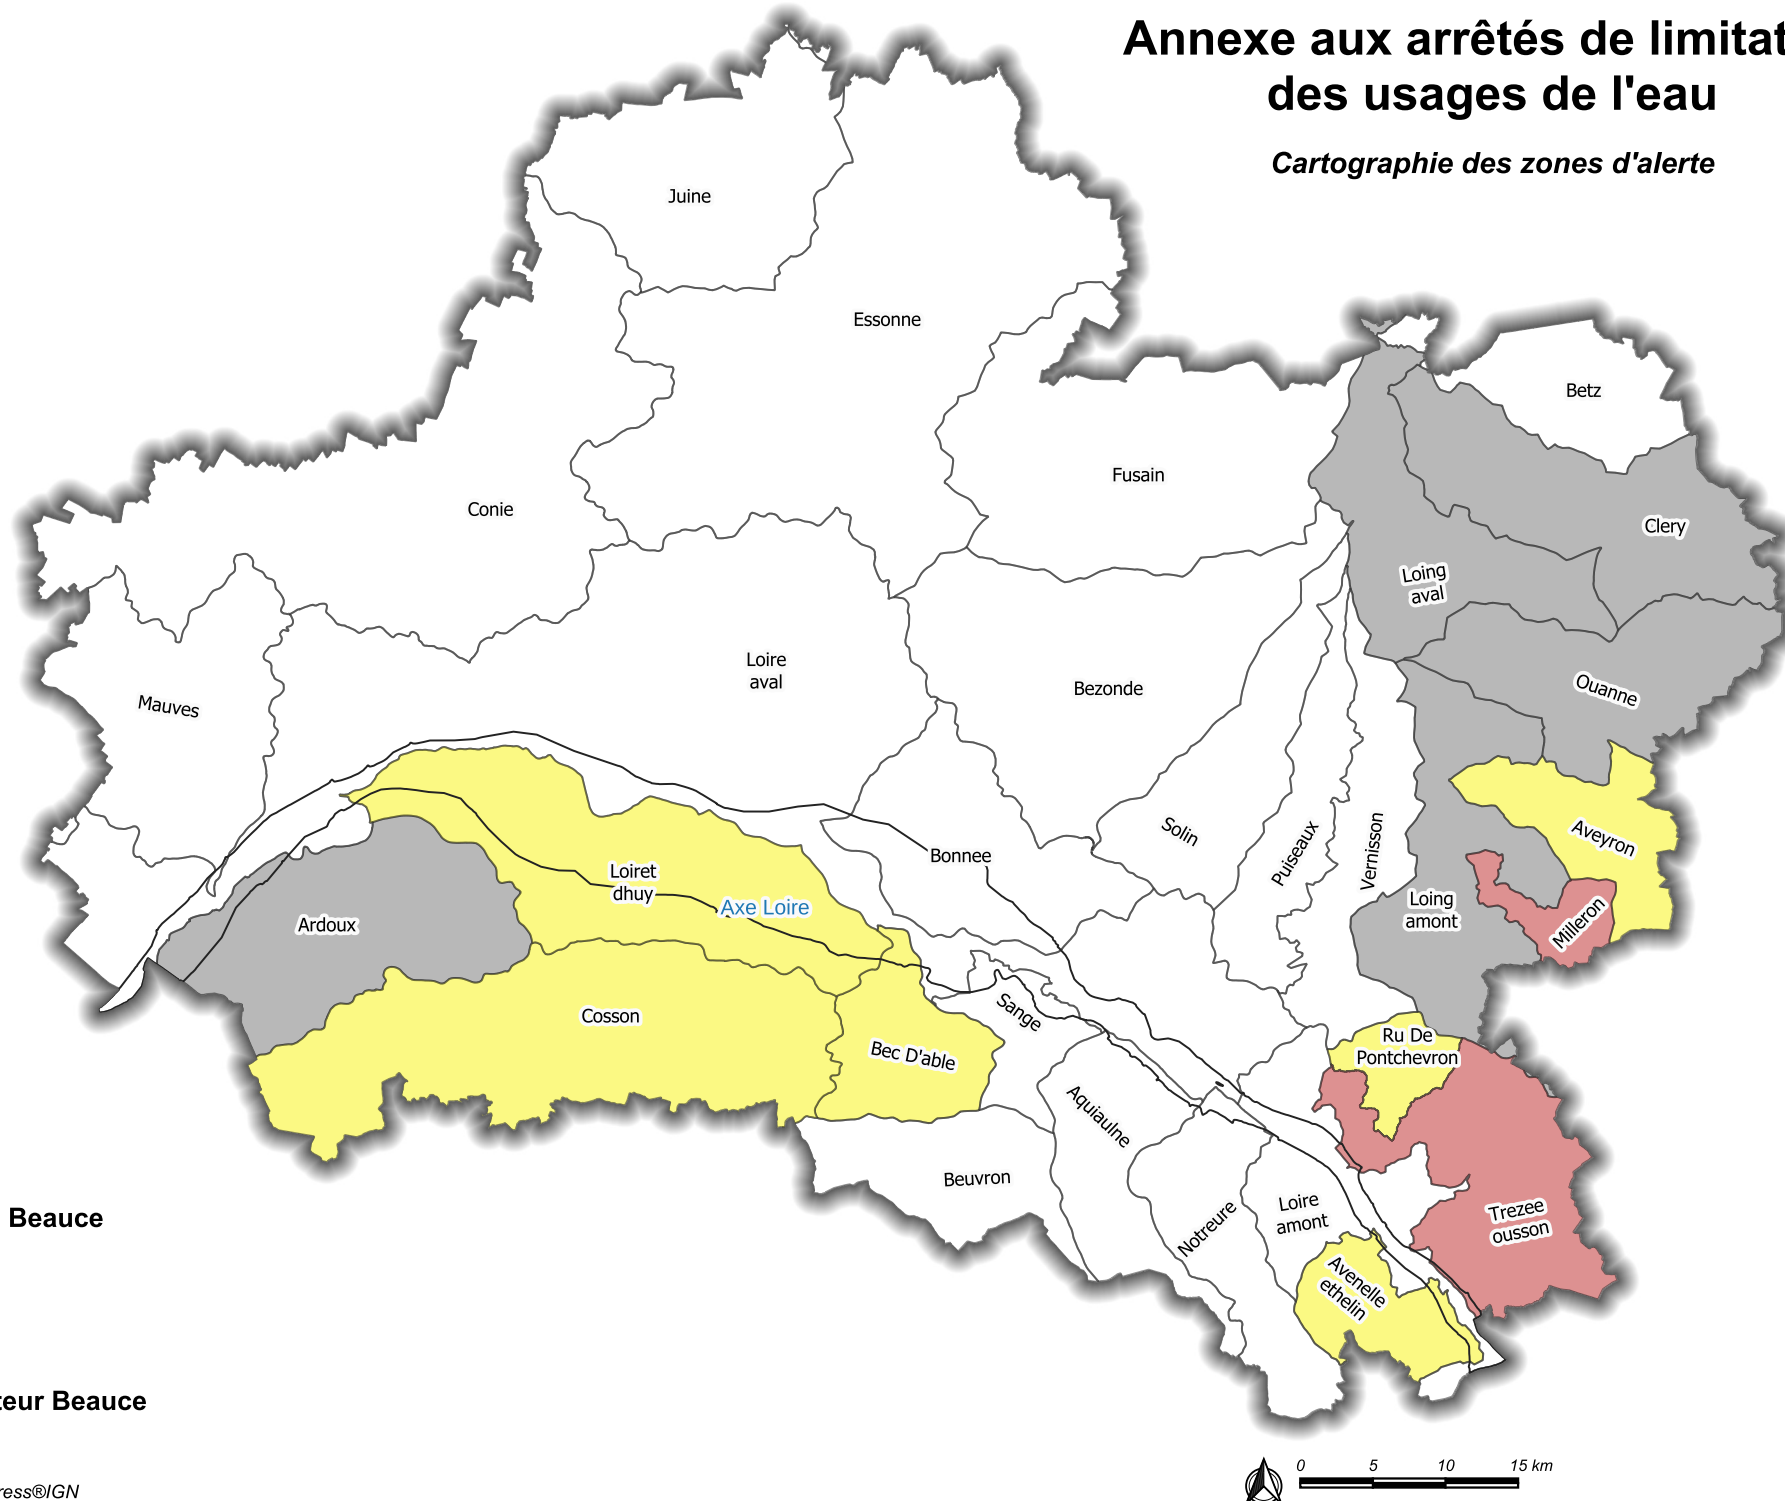 Annexe aux arrêtés de limitat
des usages de l'eau
Cartographie des zones d'alerte
Juine
Essonne
Betz
Fusain
Conie
Clery
Loing
aval
Loire
aval
Bezonde
Ouanne
Mauves
Solin
Puiseaux
Vernisson
Aveyron
Bonnee
Loiret
dhuy
Axe Loire
Ardoux
Loing
amont
Milleron
Cosson
Sange
Bec D'able
Ru De
Pontchevron
Aquiaulne
Beuvron
Notreure
Loire
amont
Trezee
ousson
Avenelle
ethelin
Beauce
teur Beauce
ress®IGN
0 5 10 15 km